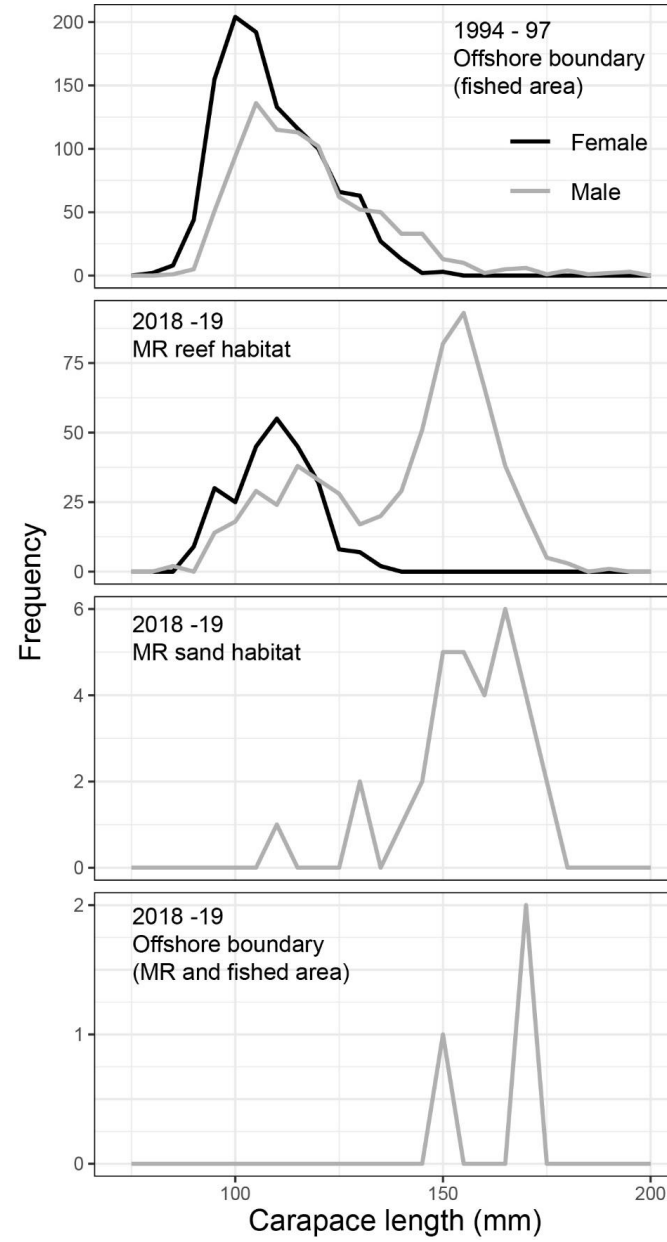 1994 - 97
Offshore boundary
(fished area)
Female
Male
200
150
100
50
0
2018 -19
MR reef habitat
75
50
25
0
Frequency
2018 -19
MR sand habitat
6
4
2
0
2018 -19
Offshore boundary
(MR and fished area)
2
1
0
100
150
200
Carapace length (mm)